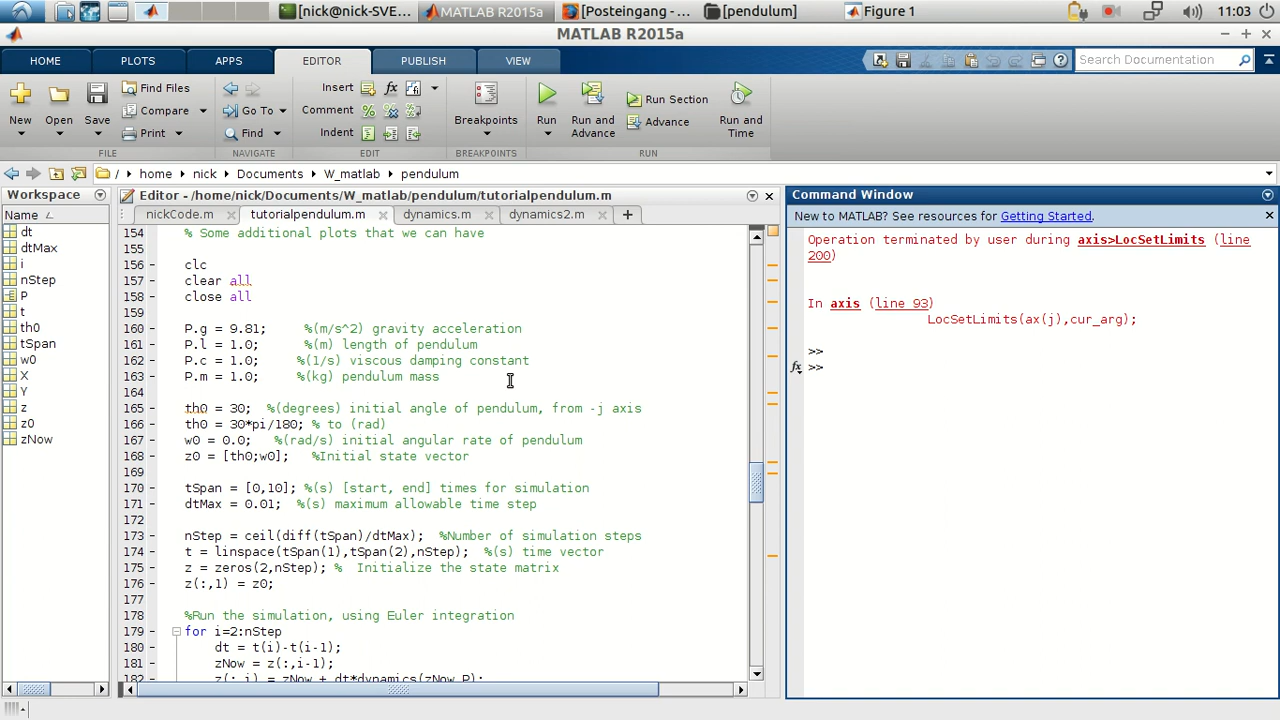 [nick@nick-SVE... MATLAB R2015a [Posteingang - ... [pendulum] Figure 1 11:03
MATLAB R2015a
HOME PLOTS APPS EDITOR PUBLISH VIEW Search Documentation
New Open Save Find Files Compare Print Go To Find Insert Comment Indent fx Breakpoints Run Run and Advance Run Section Advance Run and Time
FILE NAVIGATE EDIT BREAKPOINTS RUN
/ home nick Documents W_matlab pendulum
Workspace
Name
dt
dtMax
i
nStep
P
t
th0
tSpan
w0
X
Y
z
z0
zNow
Editor - /home/nick/Documents/W_matlab/pendulum/tutorialpendulum.m
nickCode.m tutorialpendulum.m dynamics.m dynamics2.m
154 % Some additional plots that we can have
155
156 - clc
157 - clear all
158 - close all
159
160 - P.g = 9.81; %(m/s^2) gravity acceleration
161 - P.l = 1.0; %(m) length of pendulum
162 - P.c = 1.0; %(1/s) viscous damping constant
163 - P.m = 1.0; %(kg) pendulum mass
164
165 - th0 = 30; %(degrees) initial angle of pendulum, from -j axis
166 - th0 = 30*pi/180; % to (rad)
167 - w0 = 0.0; %(rad/s) initial angular rate of pendulum
168 - z0 = [th0;w0]; %Initial state vector
169
170 - tSpan = [0,10]; %(s) [start, end] times for simulation
171 - dtMax = 0.01; %(s) maximum allowable time step
172
173 - nStep = ceil(diff(tSpan)/dtMax); %Number of simulation steps
174 - t = linspace(tSpan(1),tSpan(2),nStep); %(s) time vector
175 - z = zeros(2,nStep); % Initialize the state matrix
176 - z(:,1) = z0;
177
178 %Run the simulation, using Euler integration
179 - for i=2:nStep
180 - dt = t(i)-t(i-1);
181 - zNow = z(:,i-1);
182 - z(:,i) = zNow + dt*dynamics(zNow,P);
Command Window
New to MATLAB? See resources for Getting Started.
Operation terminated by user during axis>LocSetLimits (line
200)
In axis (line 93)
LocSetLimits(ax(j),cur_arg);
>>
fx >>